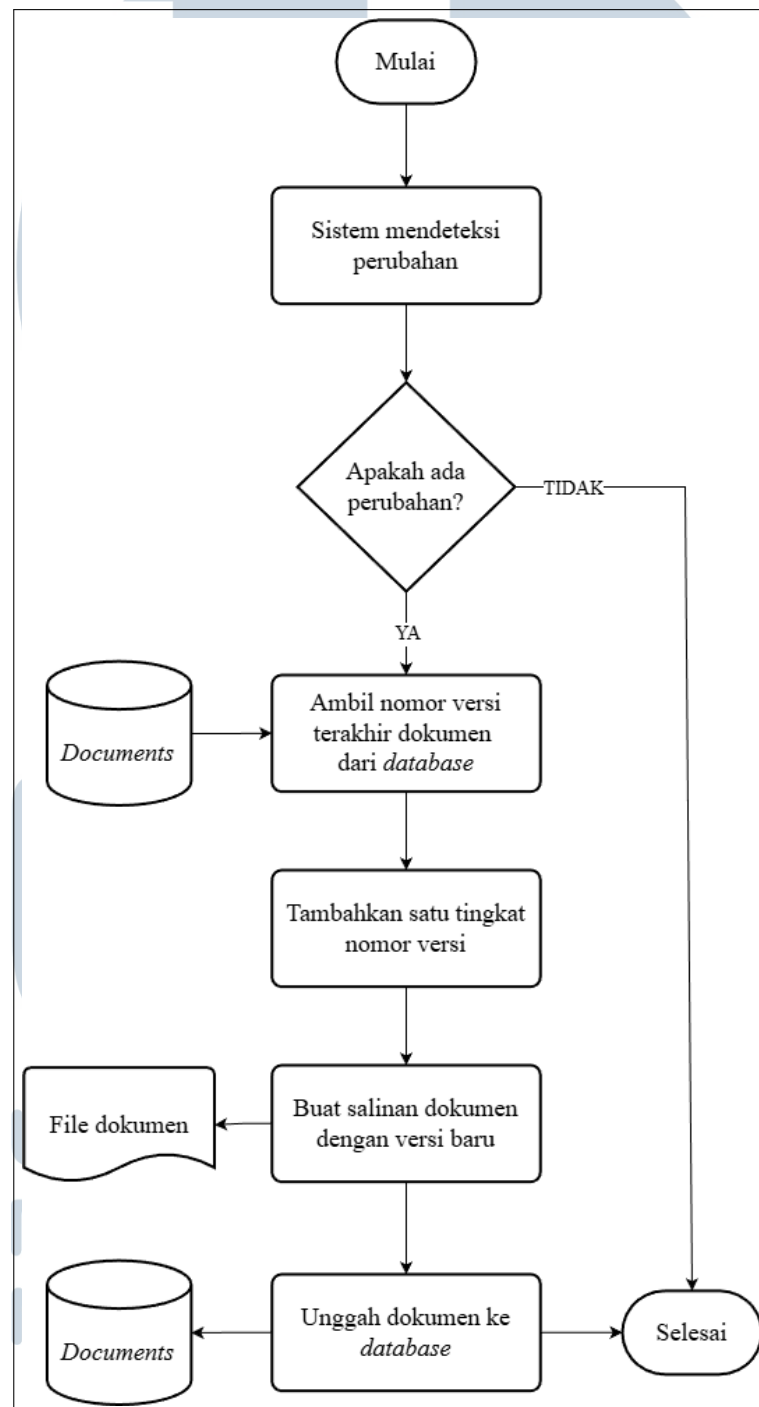 Mulai
Sistem mendeteksi
perubahan
Apakah ada
perubahan?
TIDAK
YA
Documents
Ambil nomor versi
terakhir dokumen
dari database
Tambahkan satu tingkat
nomor versi
File dokumen
Buat salinan dokumen
dengan versi baru
Documents
Unggah dokumen ke
database
Selesai